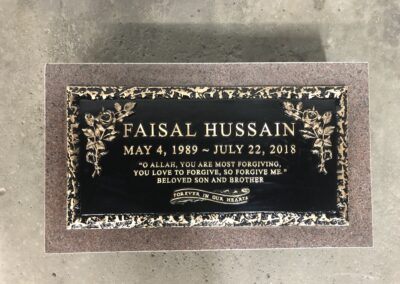 FAISAL HUSSAIN
MAY 4, 1989 ~ JULY 22, 2018
"O ALLAH, YOU ARE MOST FORGIVING,
YOU LOVE TO FORGIVE, SO FORGIVE ME."
BELOVED SON AND BROTHER
FOREVER IN OUR HEARTS